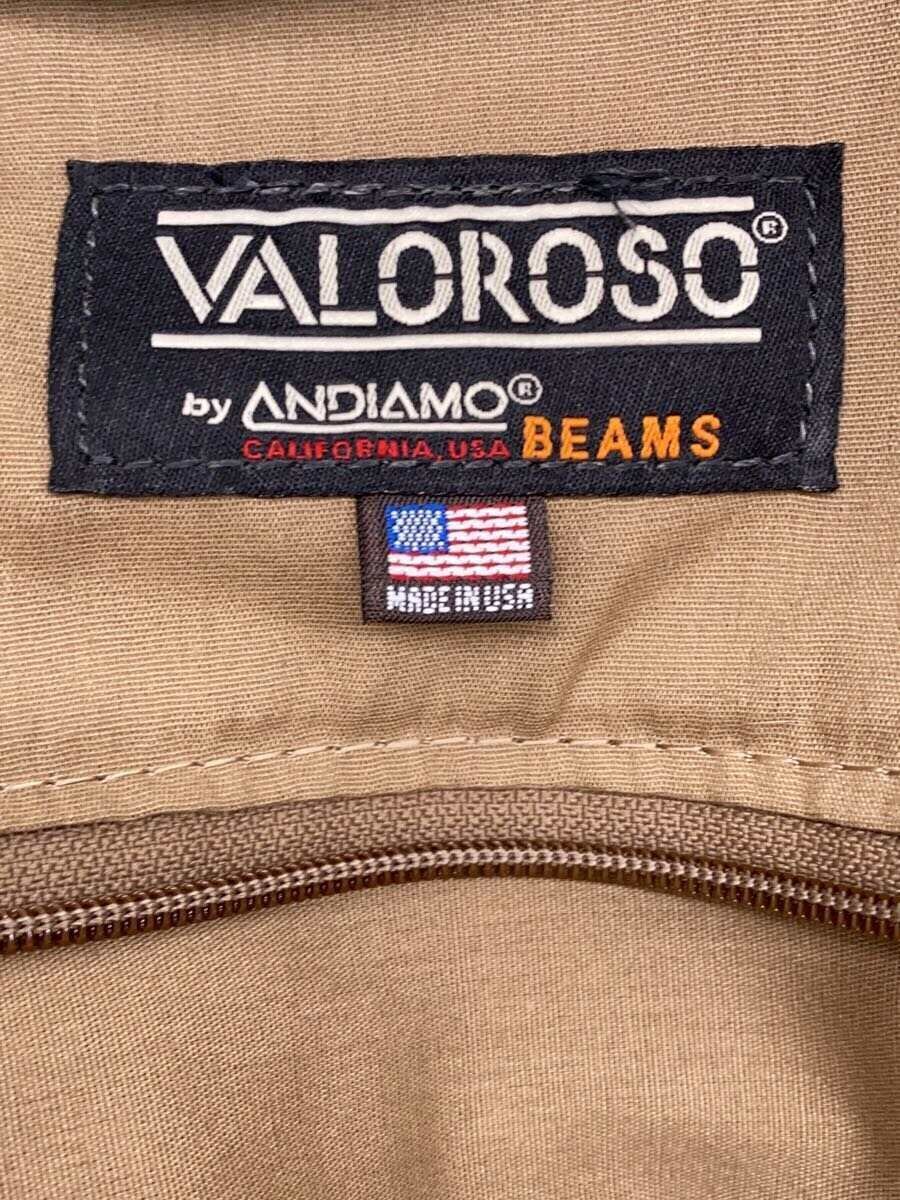 VALOROSO®
by ANDIAMO®
CALIFORNIA, USA BEAMS
MADE IN USA